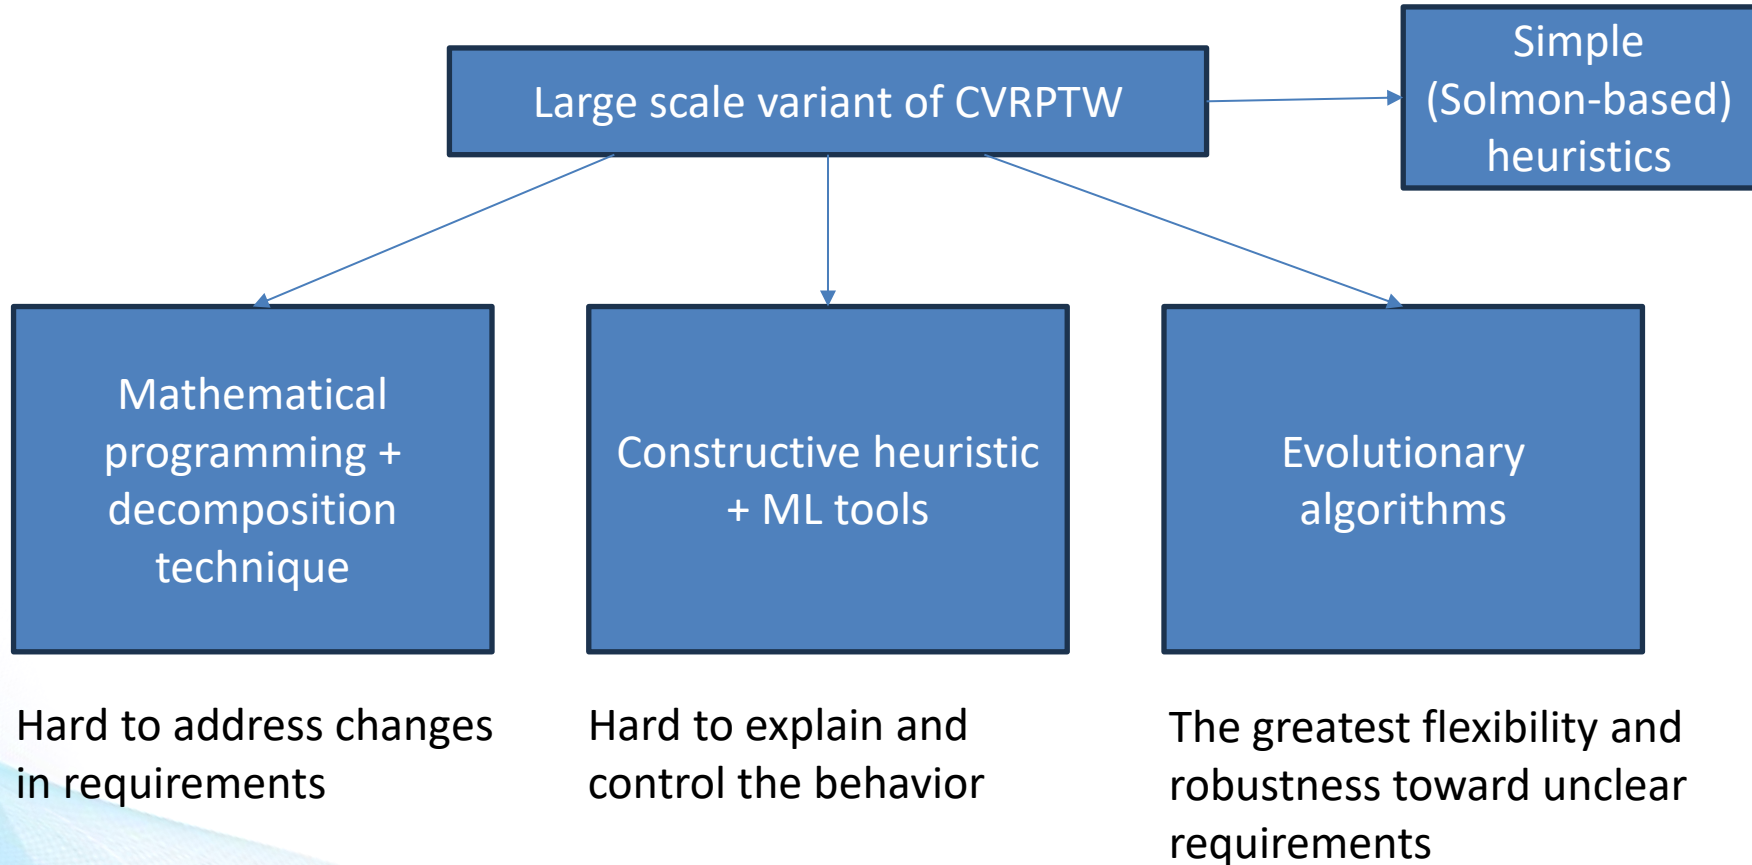 Large scale variant of CVRPTW
Simple
(Solmon-based)
heuristics
Mathematical
programming +
decomposition
technique
Constructive heuristic
+ ML tools
Evolutionary
algorithms
Hard to address changes
in requirements
Hard to explain and
control the behavior
The greatest flexibility and
robustness toward unclear
requirements